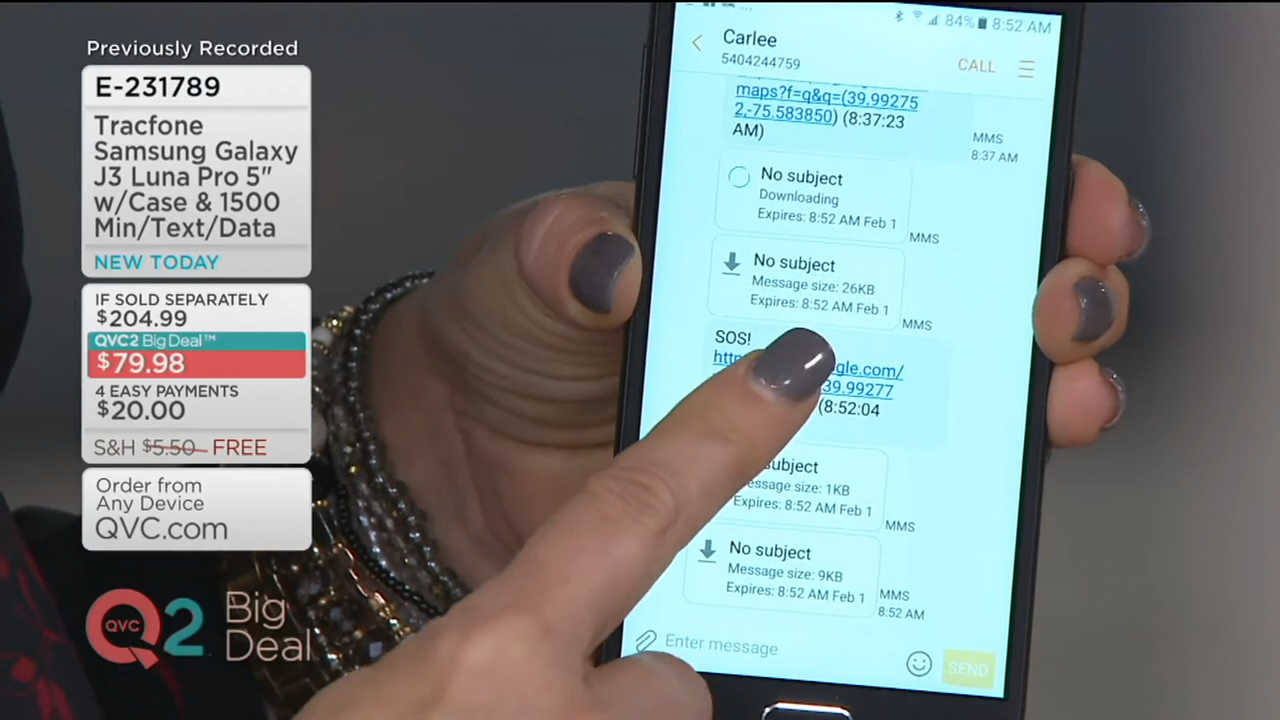 Previously Recorded
E-231789
Tracfone
Samsung Galaxy
J3 Luna Pro 5"
w/Case & 1500
Min/Text/Data
NEW TODAY
IF SOLD SEPARATELY
$204.99
QVC2 Big Deal™
$79.98
4 EASY PAYMENTS
$20.00
S&H $5.50 FREE
Order from
Any Device
QVC.com
QVC
Q2
Big
Deal
84% 8:52 AM
Carlee
5404244759
CALL
maps?f=q&q=(39.99275
2,-75.583850) (8:37:23
AM)
MMS
8:37 AM
No subject
Downloading
Expires: 8:52 AM Feb 1
MMS
No subject
Message size: 26KB
Expires: 8:52 AM Feb 1
MMS
SOS!
gle.com/
39.99277
(8:52:04
subject
size: 1KB
Expires: 8:52 AM Feb 1
MMS
No subject
Message size: 9KB
Expires: 8:52 AM Feb 1
MMS
8:52 AM
Enter message
SEND